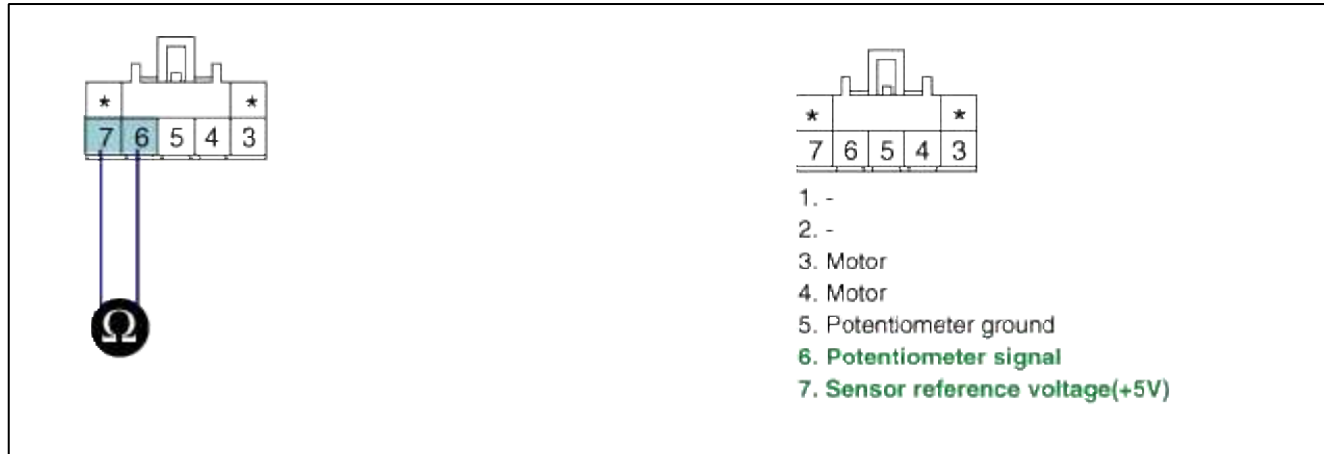 * *
7 6 5 4 3
Ω
* *
7 6 5 4 3
1. -
2. -
3. Motor
4. Motor
5. Potentiometer ground
6. Potentiometer signal
7. Sensor reference voltage(+5V)